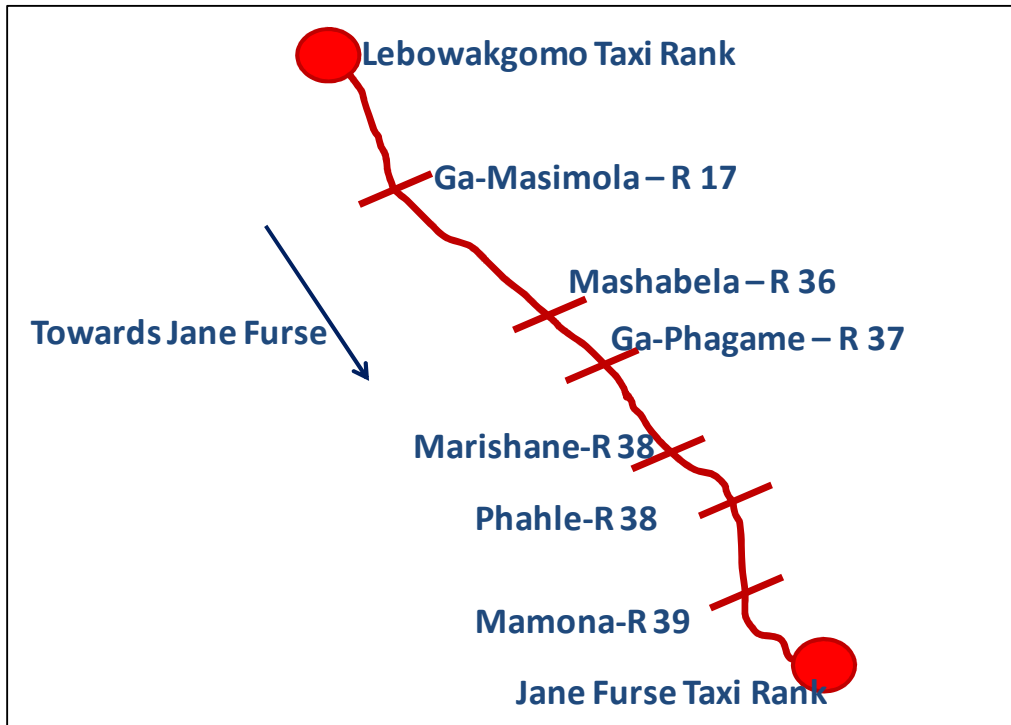 Lebowakgomo Taxi Rank
Ga-Masimola – R 17
Mashabela – R 36
Towards Jane Furse
Ga-Phagame – R 37
Marishane-R 38
Phahle-R 38
Mamona-R 39
Jane Furse Taxi Rank